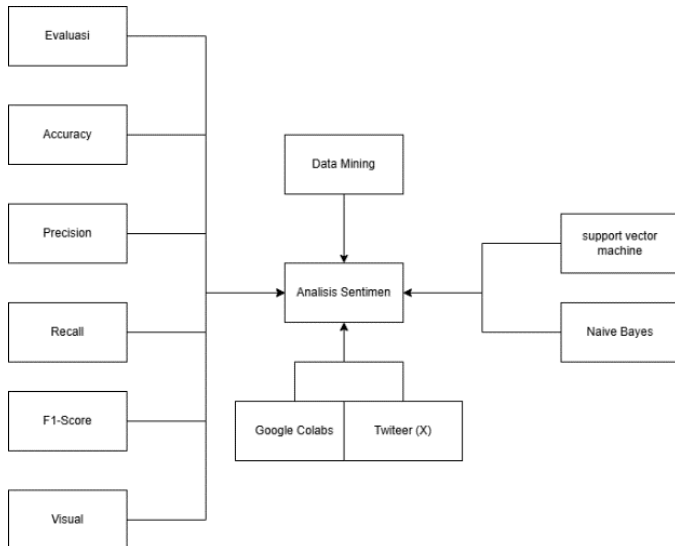 Evaluasi
Accuracy
Data Mining
Precision
support vector
machine
Analisis Sentimen
Recall
Naive Bayes
F1-Score
Google Colabs
Twiteer (X)
Visual